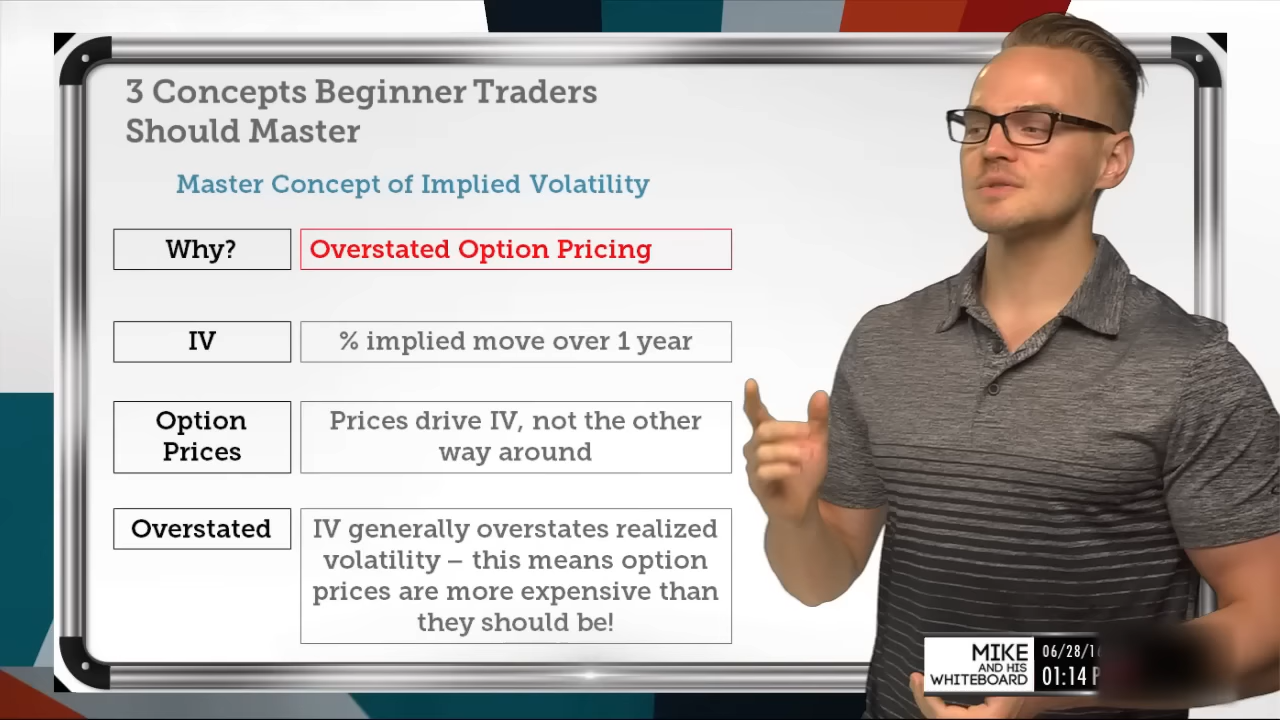 3 Concepts Beginner Traders
Should Master
Master Concept of Implied Volatility
Why?
Overstated Option Pricing
IV
% implied move over 1 year
Option
Prices
Prices drive IV, not the other
way around
Overstated
IV generally overstates realized
volatility – this means option
prices are more expensive than
they should be!
MIKE
AND HIS
WHITEBOARD
01:14